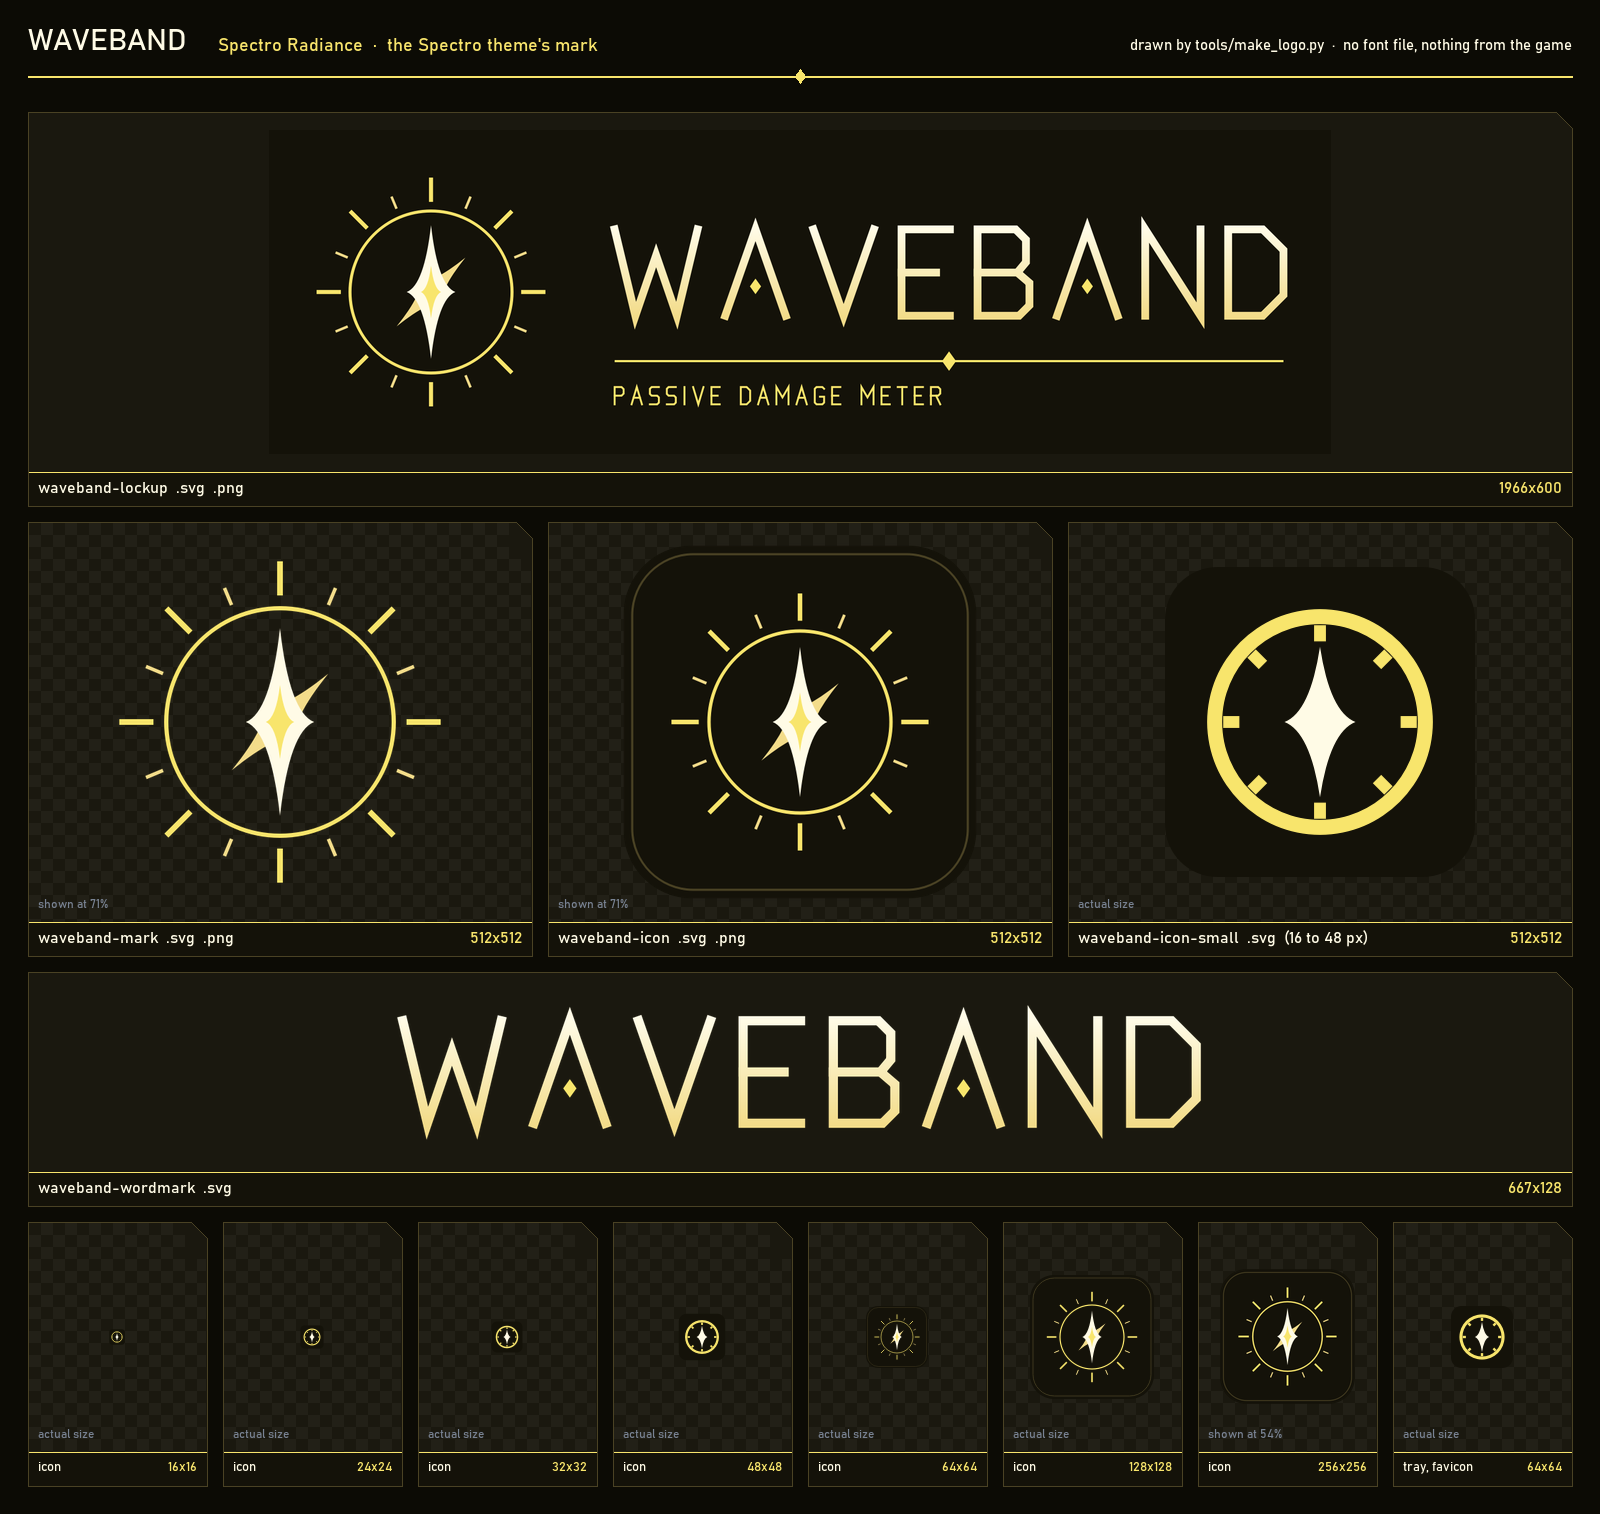 WAVEBAND
Spectro Radiance · the Spectro theme's mark
drawn by tools/make_logo.py · no font file, nothing from the game
WAVEBAND
PASSIVE DAMAGE METER
waveband-lockup .svg .png
1966x600
shown at 71%
waveband-mark .svg .png
512x512
shown at 71%
waveband-icon .svg .png
512x512
actual size
waveband-icon-small .svg (16 to 48 px)
512x512
WAVEBAND
waveband-wordmark .svg
667x128
actual size
icon
16x16
actual size
icon
24x24
actual size
icon
32x32
actual size
icon
48x48
actual size
icon
64x64
actual size
icon
128x128
shown at 54%
icon
256x256
actual size
tray, favicon
64x64